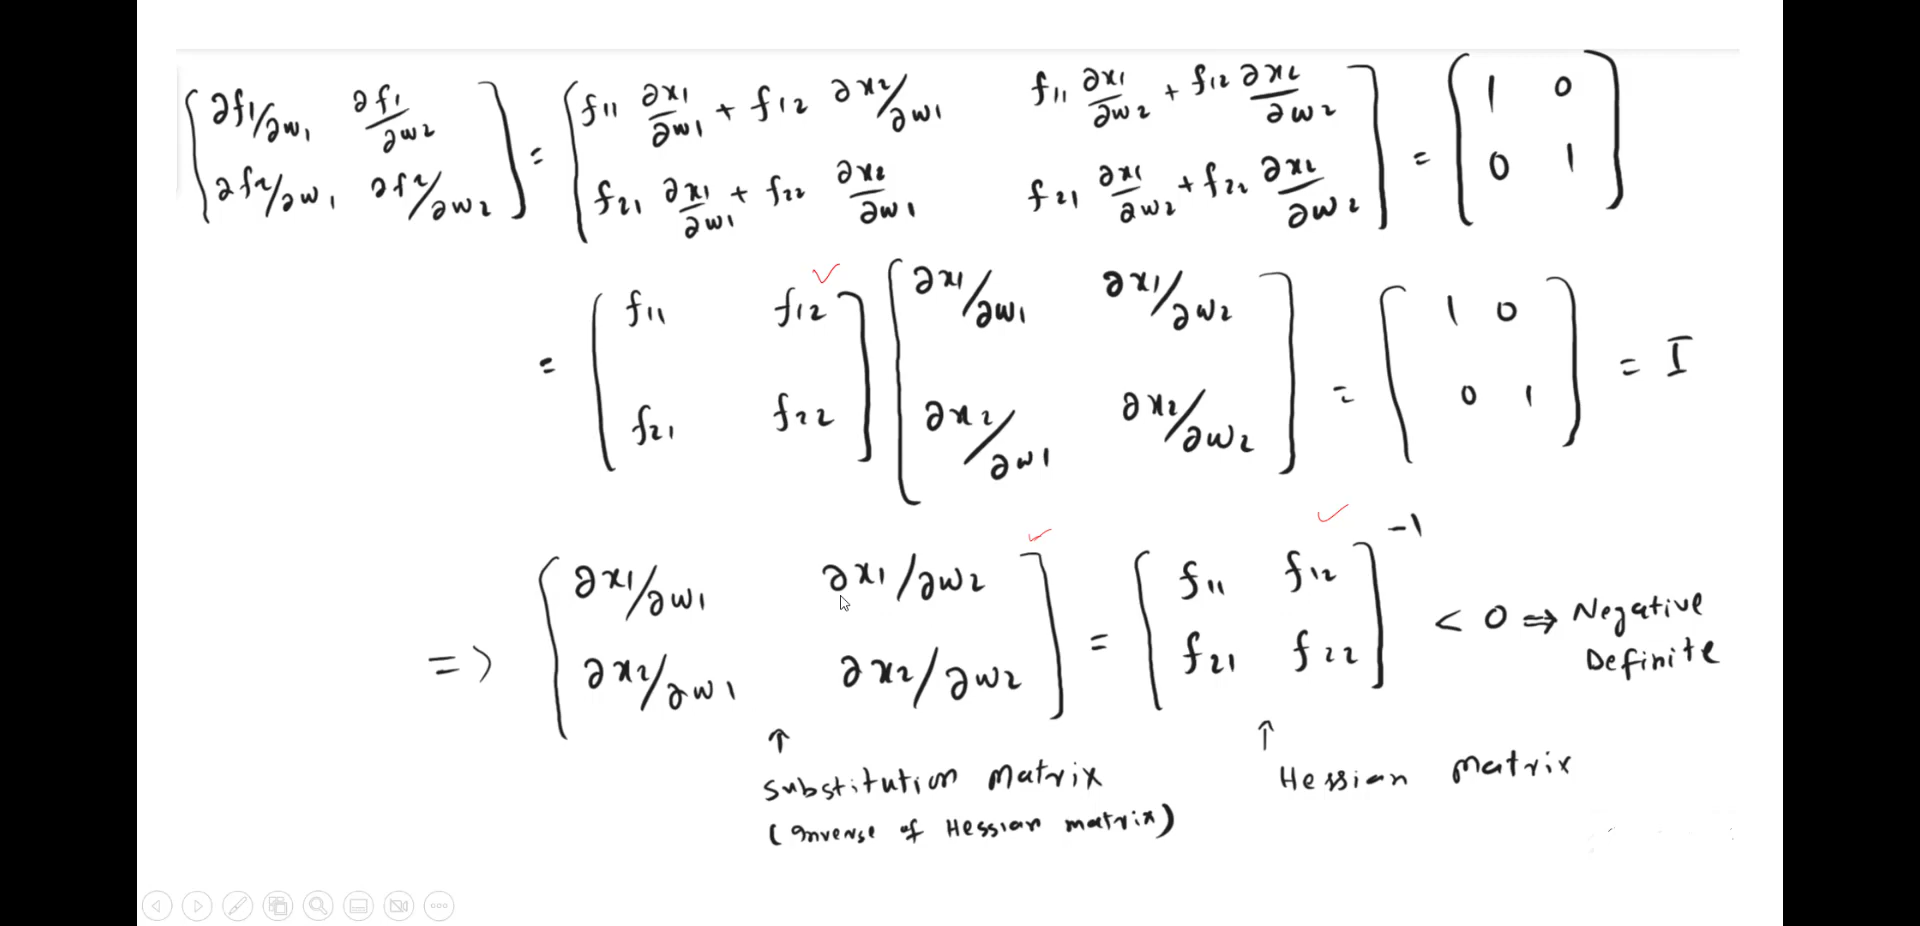 [∂f1/∂w1 ∂f1/∂w2] = [f11 ∂x1/∂w1 + f12 ∂x2/∂w1 f11 ∂x1/∂w2 + f12 ∂x2/∂w2] = [1 0]
[∂f2/∂w1 ∂f2/∂w2] [f21 ∂x1/∂w1 + f22 ∂x2/∂w1 f21 ∂x1/∂w2 + f22 ∂x2/∂w2] [0 1]
= [f11 f12] [∂x1/∂w1 ∂x1/∂w2] = [1 0] = I
[f21 f22] [∂x2/∂w1 ∂x2/∂w2] [0 1]
=> [∂x1/∂w1 ∂x1/∂w2] = [f11 f12]⁻¹ < 0 ⇒ Negative
[∂x2/∂w1 ∂x2/∂w2] [f21 f22] Definite
↑ ↑
Substitution Matrix Hessian Matrix
(Inverse of Hessian matrix)